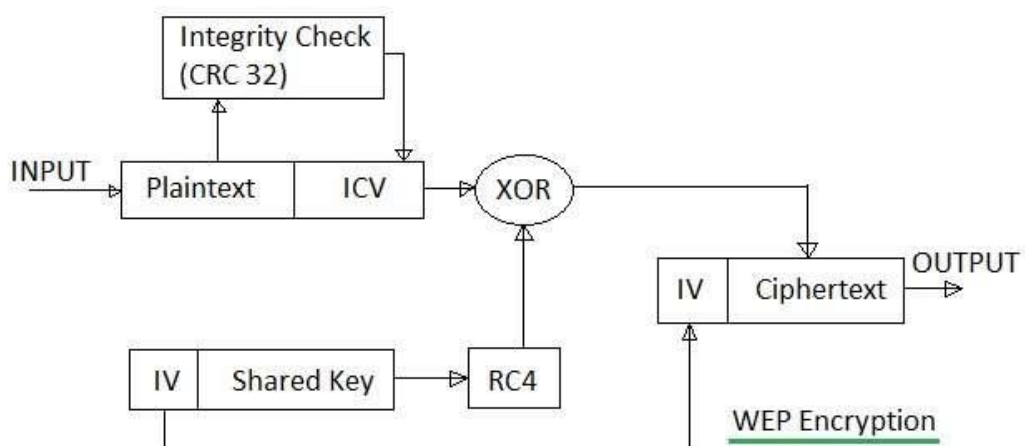 Integrity Check
(CRC 32)
INPUT
Plaintext
ICV
XOR
IV
Ciphertext
OUTPUT
IV
Shared Key
RC4
WEP Encryption